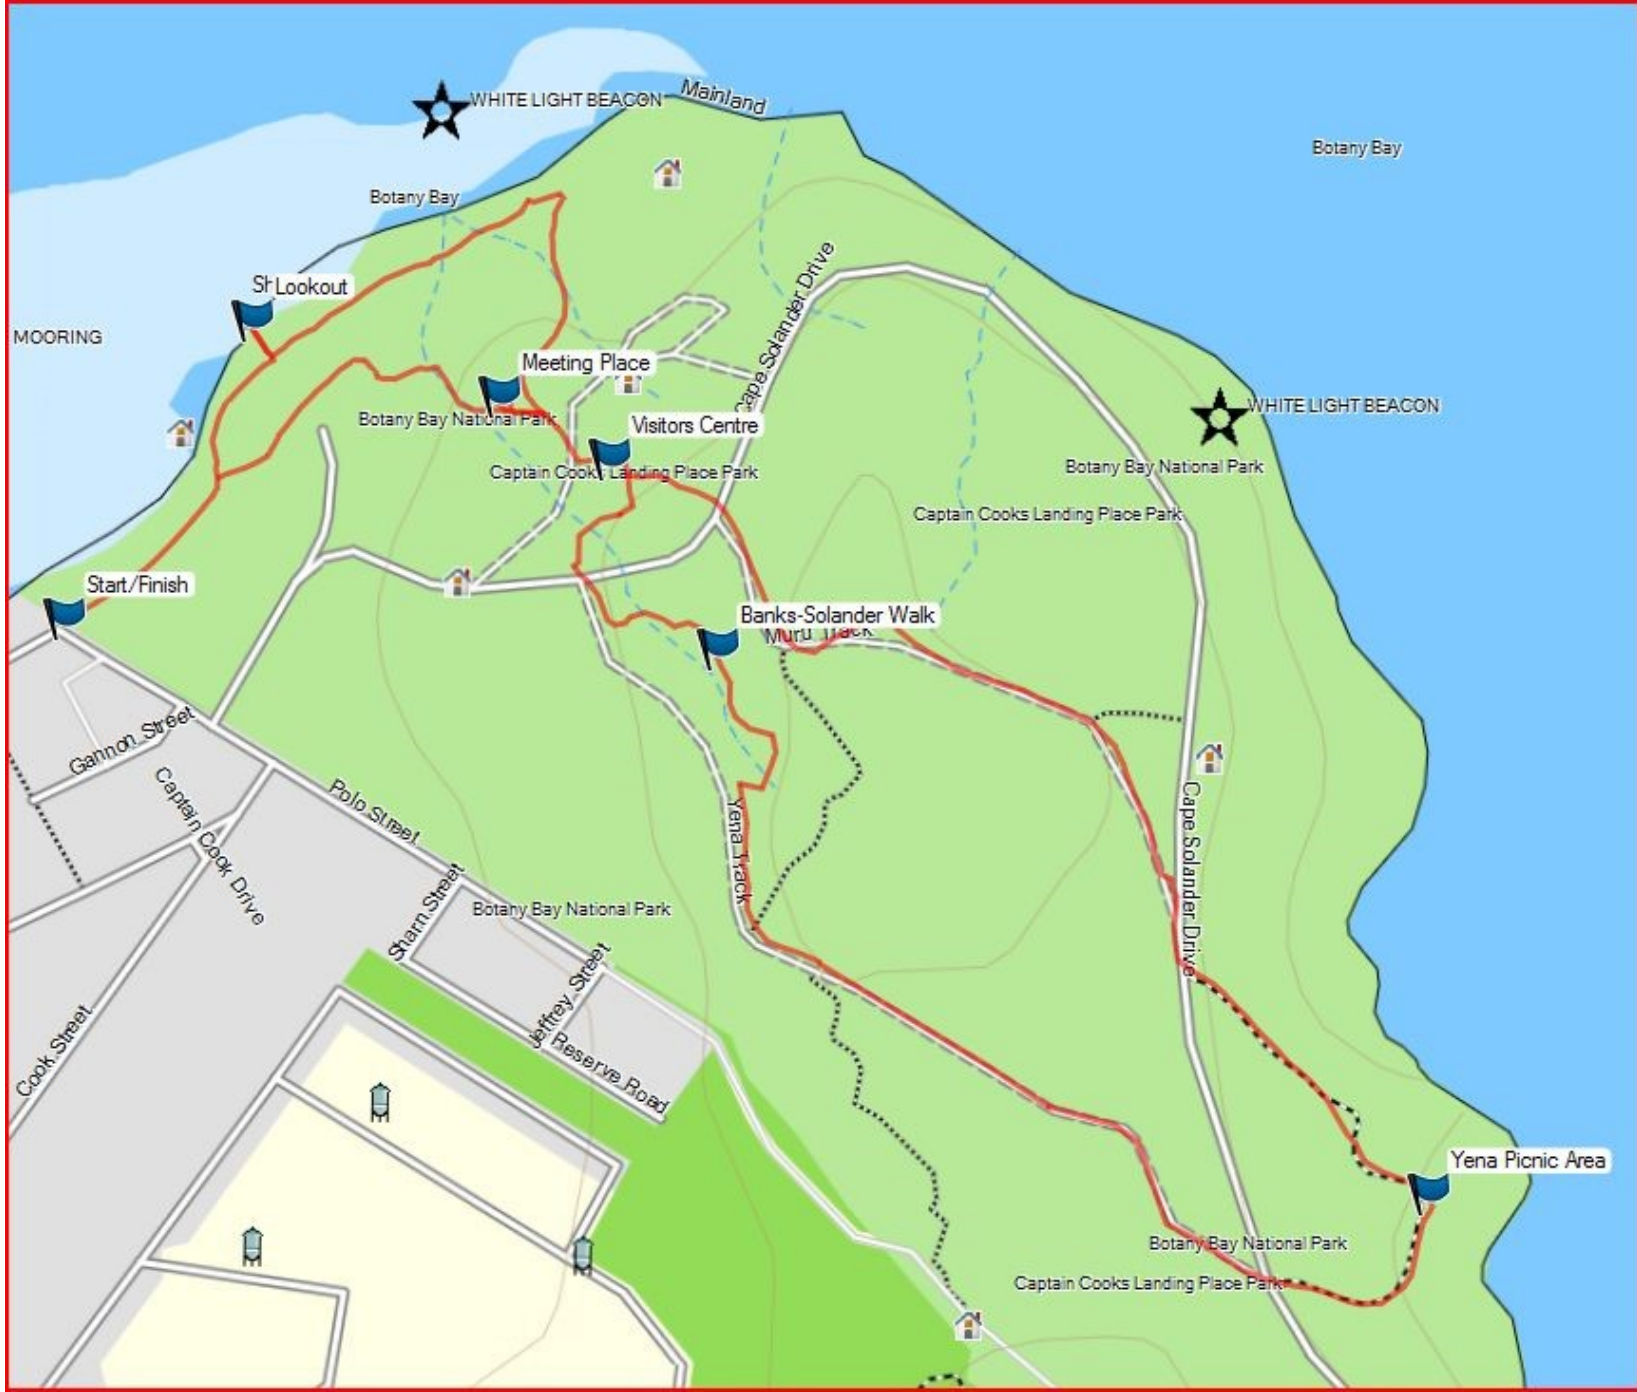 Mainland
WHITE LIGHT BEACON
Botany Bay
Botany Bay
Lookout
MOORING
Cape Solander Drive
Meeting Place
WHITE LIGHT BEACON
Botany Bay National Park
Visitors Centre
Captain Cooks Landing Place Park
Botany Bay National Park
Captain Cooks Landing Place Park
Start/Finish
Banks-Solander Walk
Muru Track
Gannon Street
Captain Cook Drive
Polo Street
Yena Track
Cape Solander Drive
Sharn Street
Botany Bay National Park
Jeffrey Street
Cook Street
Reserve Road
Yena Picnic Area
Botany Bay National Park
Captain Cooks Landing Place Park